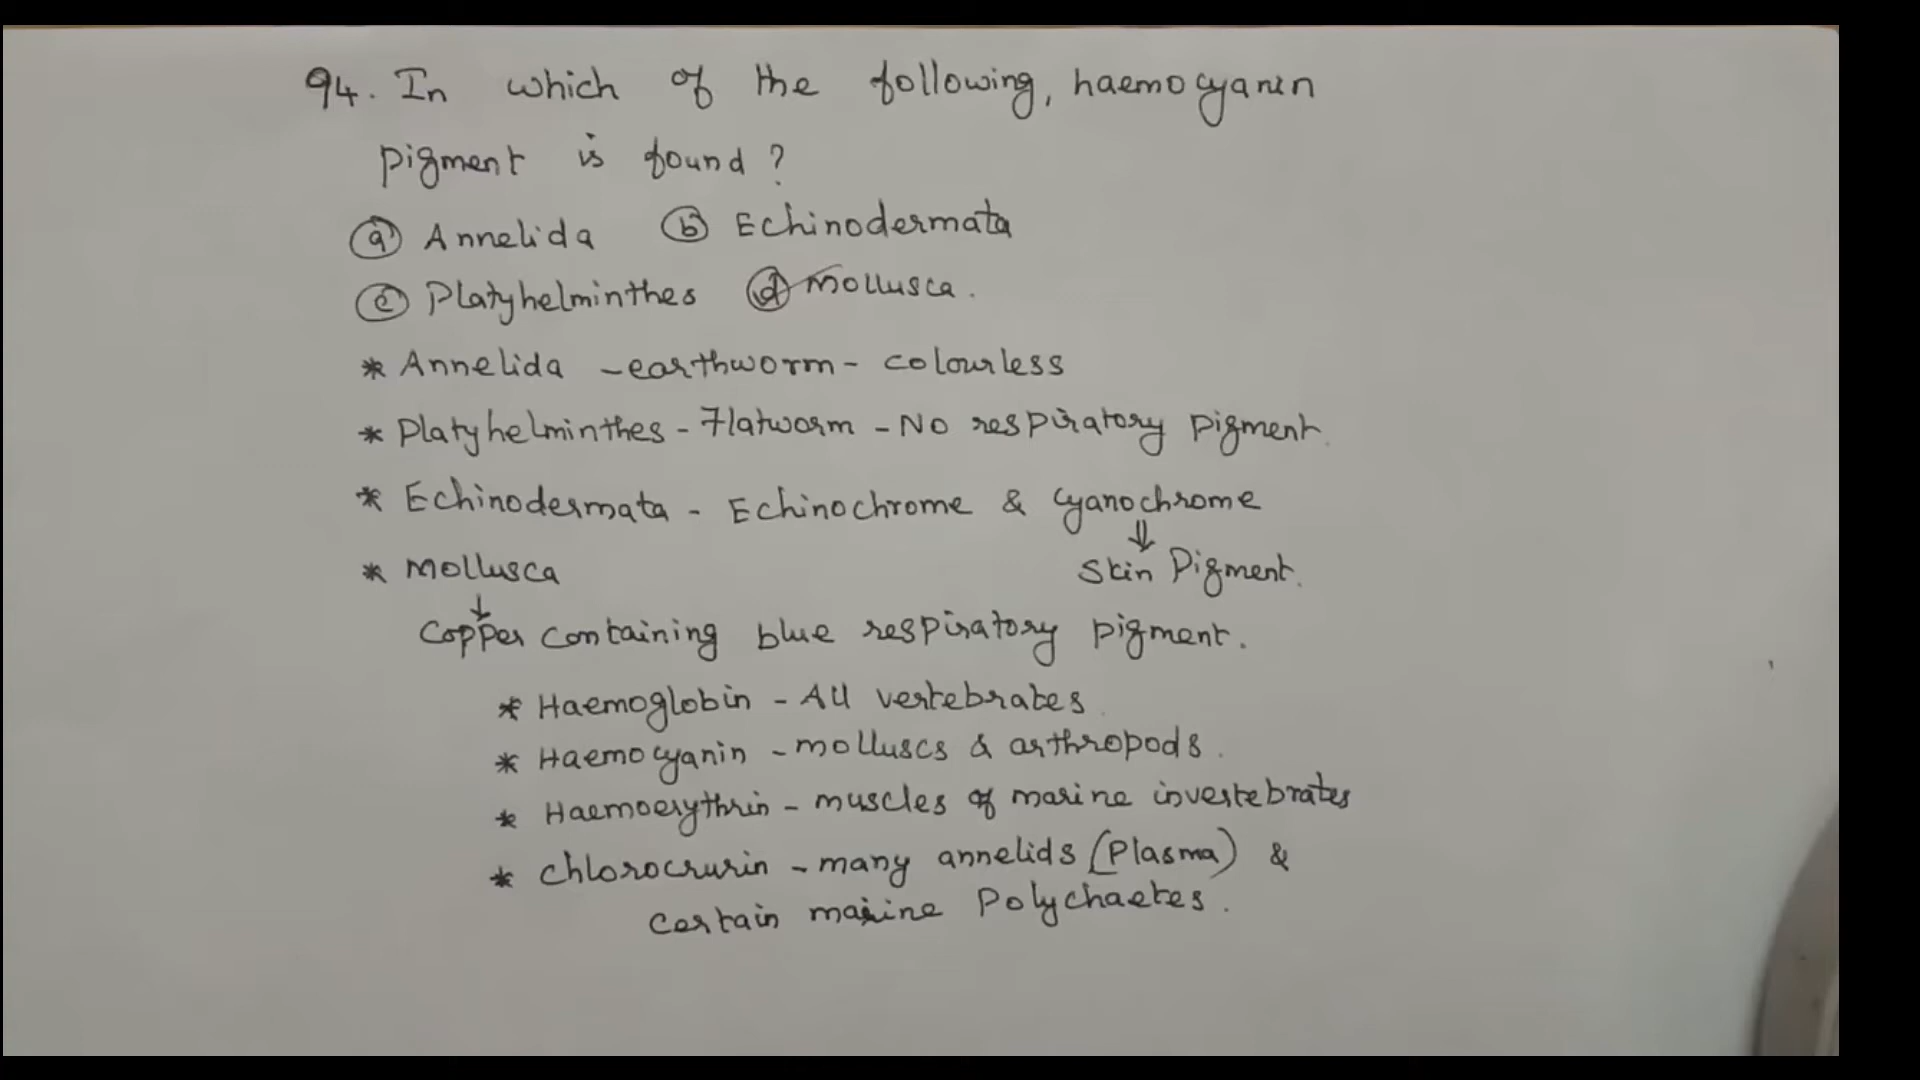 94. In which of the following, haemocyanin
pigment is found?
(a) Annelida (b) Echinodermata
(c) Platyhelminthes (d) Mollusca.
* Annelida - earthworm - colourless
* Platyhelminthes - Flatworm - No respiratory pigment.
* Echinodermata - Echinochrome & cyanochrome
⇓
* Mollusca Skin Pigment.
↓
Copper containing blue respiratory pigment.
* Haemoglobin - All vertebrates
* Haemocyanin - molluscs & arthropods.
* Haemoerythrin - muscles of marine invertebrates
* Chlorocrurin - many annelids (Plasma) &
certain marine Polychaetes.